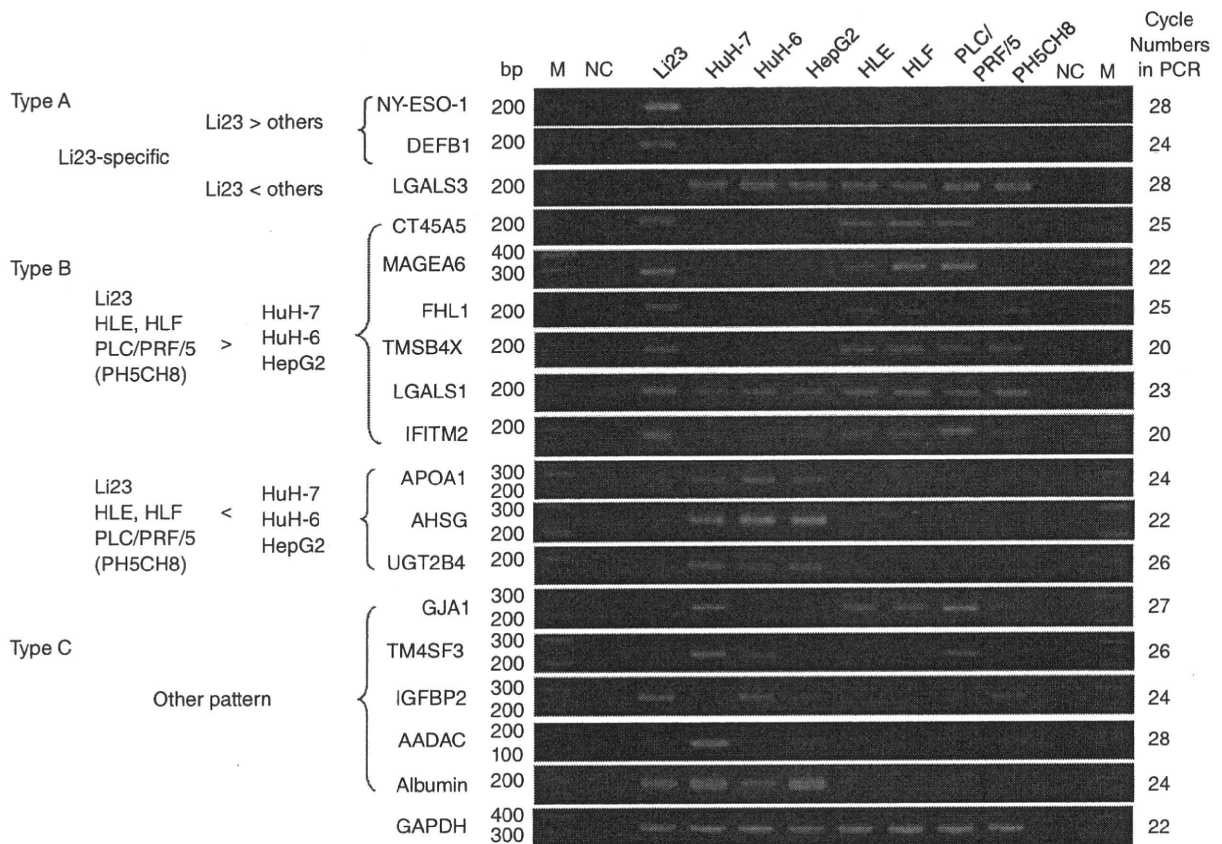 Cycle
Numbers
in PCR
bp M NC Li23 HuH-7 HuH-6 HepG2 HLE HLF PLC/ PRF/5 PH5CH8 NC M
Type A
Li23-specific
Li23 > others
NY-ESO-1 200 28
DEFB1 200 24
Li23 < others
LGALS3 200 28
Type B
Li23
HLE, HLF
PLC/PRF/5
(PH5CH8)
>
HuH-7
HuH-6
HepG2
CT45A5 200 25
MAGEA6 400 300 22
FHL1 200 25
TMSB4X 200 20
LGALS1 200 23
IFITM2 200 20
Li23
HLE, HLF
PLC/PRF/5
(PH5CH8)
<
HuH-7
HuH-6
HepG2
APOA1 300 200 24
AHSG 300 200 22
UGT2B4 200 26
Type C
Other pattern
GJA1 300 200 27
TM4SF3 300 200 26
IGFBP2 300 200 24
AADAC 200 100 28
Albumin 200 24
GAPDH 400 300 22